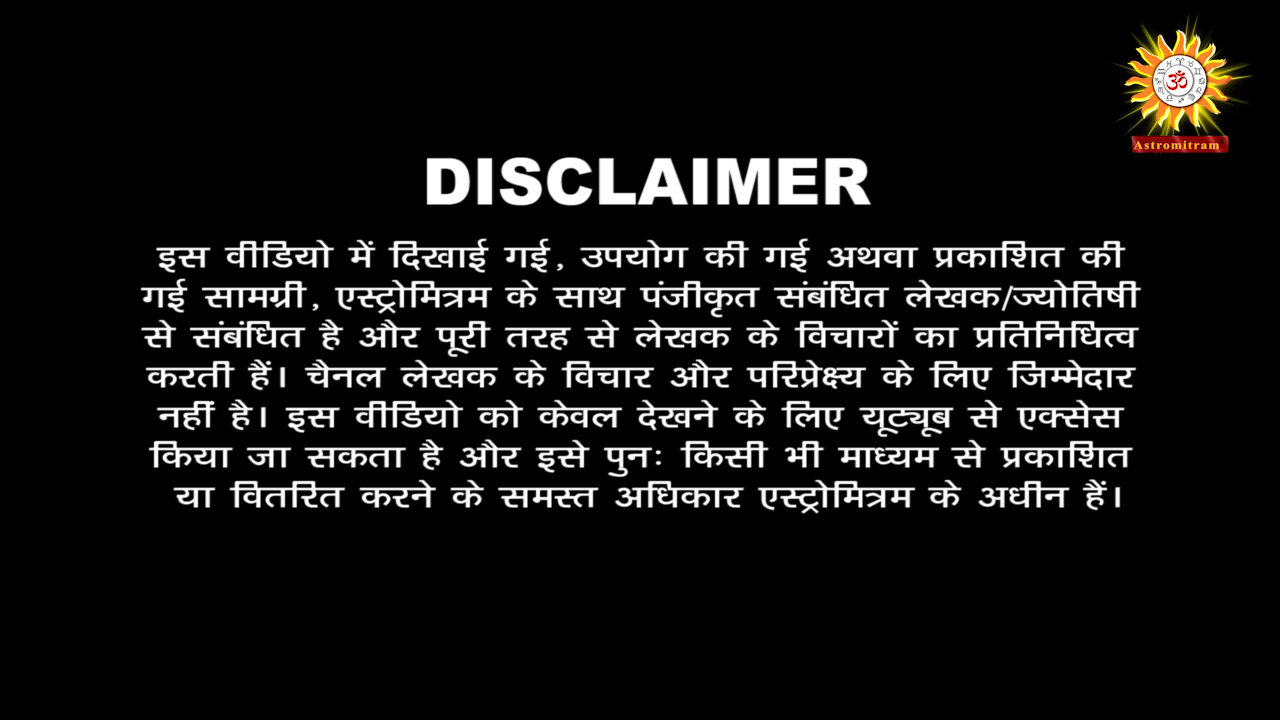 Astromitram
DISCLAIMER
इस वीडियो में दिखाई गई, उपयोग की गई अथवा प्रकाशित की
गई सामग्री, एस्ट्रोमित्रम के साथ पंजीकृत संबंधित लेखक/ज्योतिषी
से संबंधित है और पूरी तरह से लेखक के विचारों का प्रतिनिधित्व
करती हैं। चैनल लेखक के विचार और परिप्रेक्ष्य के लिए जिम्मेदार
नहीं है। इस वीडियो को केवल देखने के लिए यूट्यूब से एक्सेस
किया जा सकता है और इसे पुनः किसी भी माध्यम से प्रकाशित
या वितरित करने के समस्त अधिकार एस्ट्रोमित्रम के अधीन हैं।